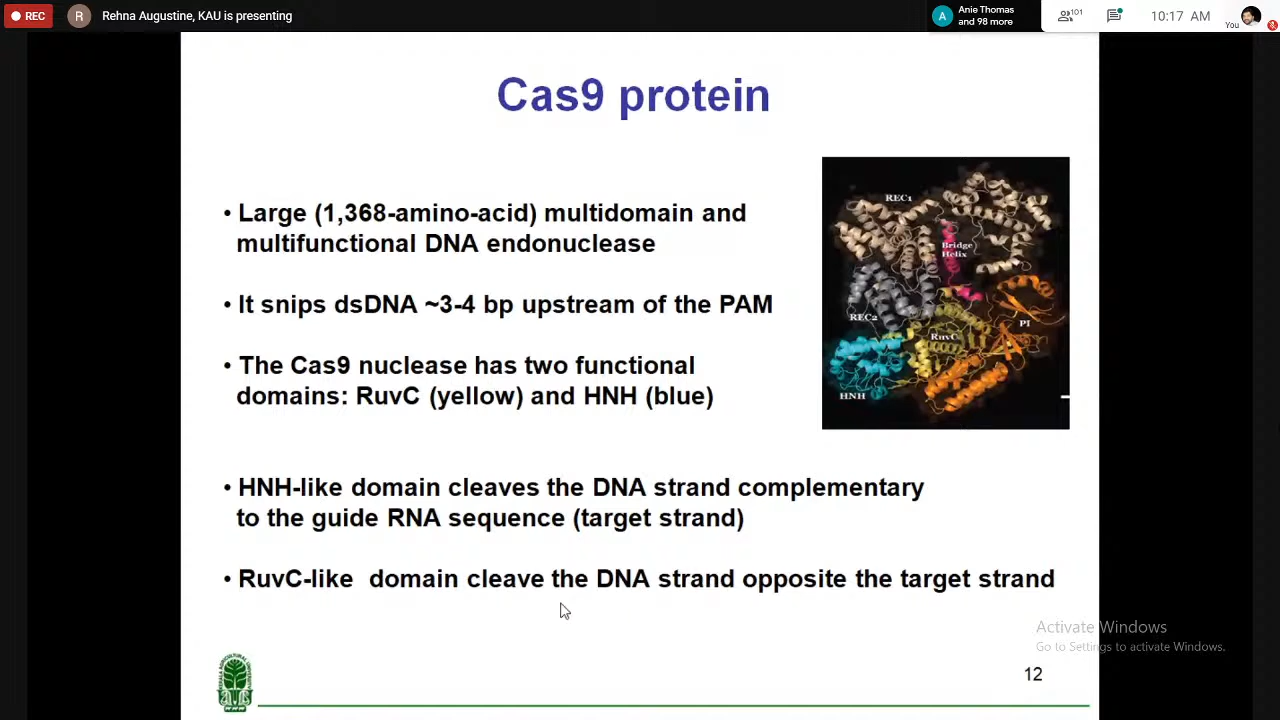 REC
R
Rehna Augustine, KAU is presenting
A
Anie Thomas
and 98 more
101
10:17 AM
You
Cas9 protein
• Large (1,368-amino-acid) multidomain and
multifunctional DNA endonuclease
• It snips dsDNA ~3-4 bp upstream of the PAM
• The Cas9 nuclease has two functional
domains: RuvC (yellow) and HNH (blue)
REC1
Bridge
Helix
REC2
PI
RuvC
HNH
• HNH-like domain cleaves the DNA strand complementary
to the guide RNA sequence (target strand)
• RuvC-like domain cleave the DNA strand opposite the target strand
Activate Windows
Go to Settings to activate Windows.
12